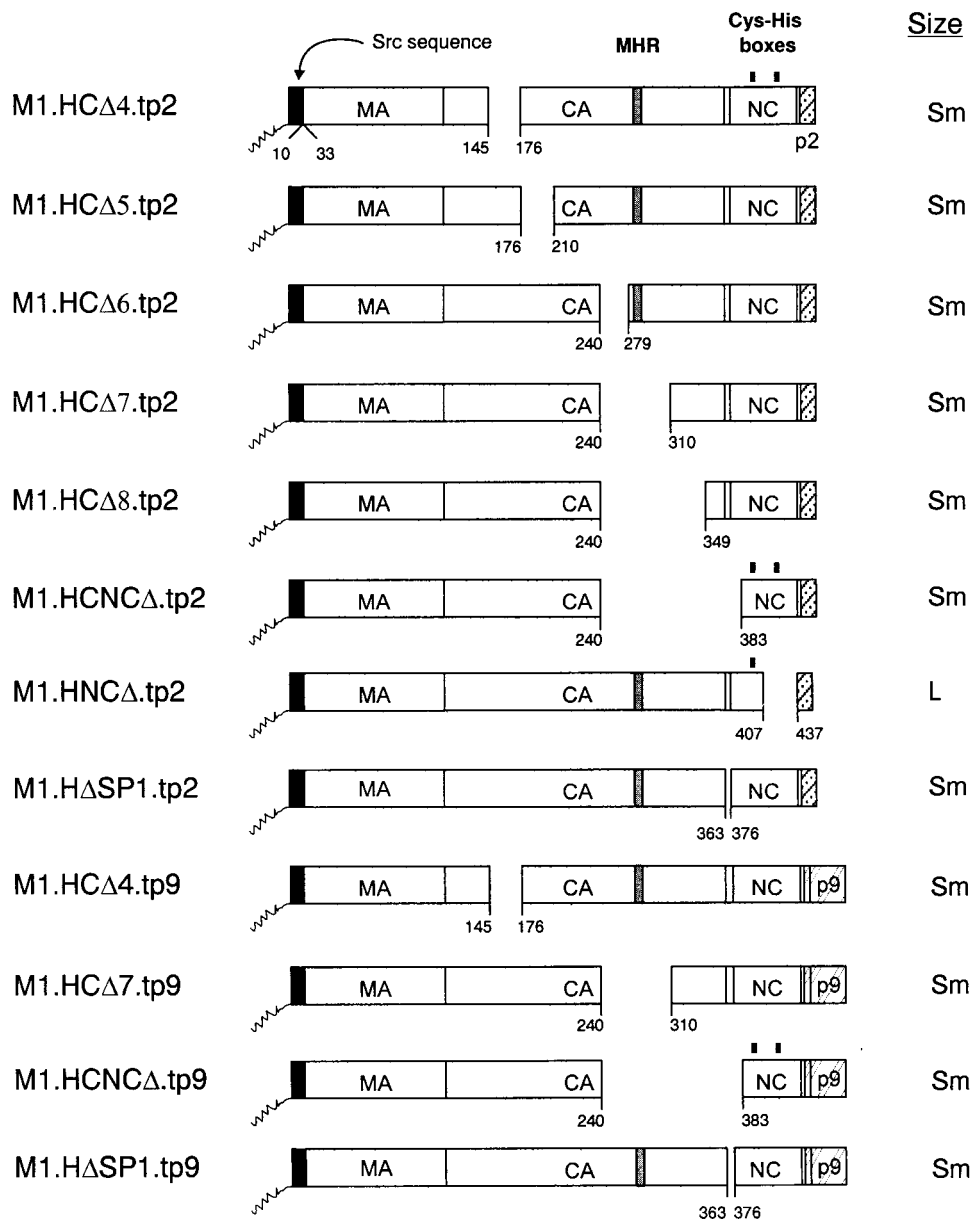 Src sequence
MHR
Cys-His
boxes
Size
M1.HCΔ4.tp2
MA
CA
NC
Sm
10 33 145 176 p2
M1.HCΔ5.tp2
MA
CA
NC
Sm
176 210
M1.HCΔ6.tp2
MA
CA
NC
Sm
240 279
M1.HCΔ7.tp2
MA
CA
NC
Sm
240 310
M1.HCΔ8.tp2
MA
CA
NC
Sm
240 349
M1.HCNCΔ.tp2
MA
CA
NC
Sm
240 383
M1.HNCΔ.tp2
MA
CA
L
407 437
M1.HΔSP1.tp2
MA
CA
NC
Sm
363 376
M1.HCΔ4.tp9
MA
CA
NC
p9
Sm
145 176
M1.HCΔ7.tp9
MA
CA
NC
p9
Sm
240 310
M1.HCNCΔ.tp9
MA
CA
NC
p9
Sm
240 383
M1.HΔSP1.tp9
MA
CA
NC
p9
Sm
363 376